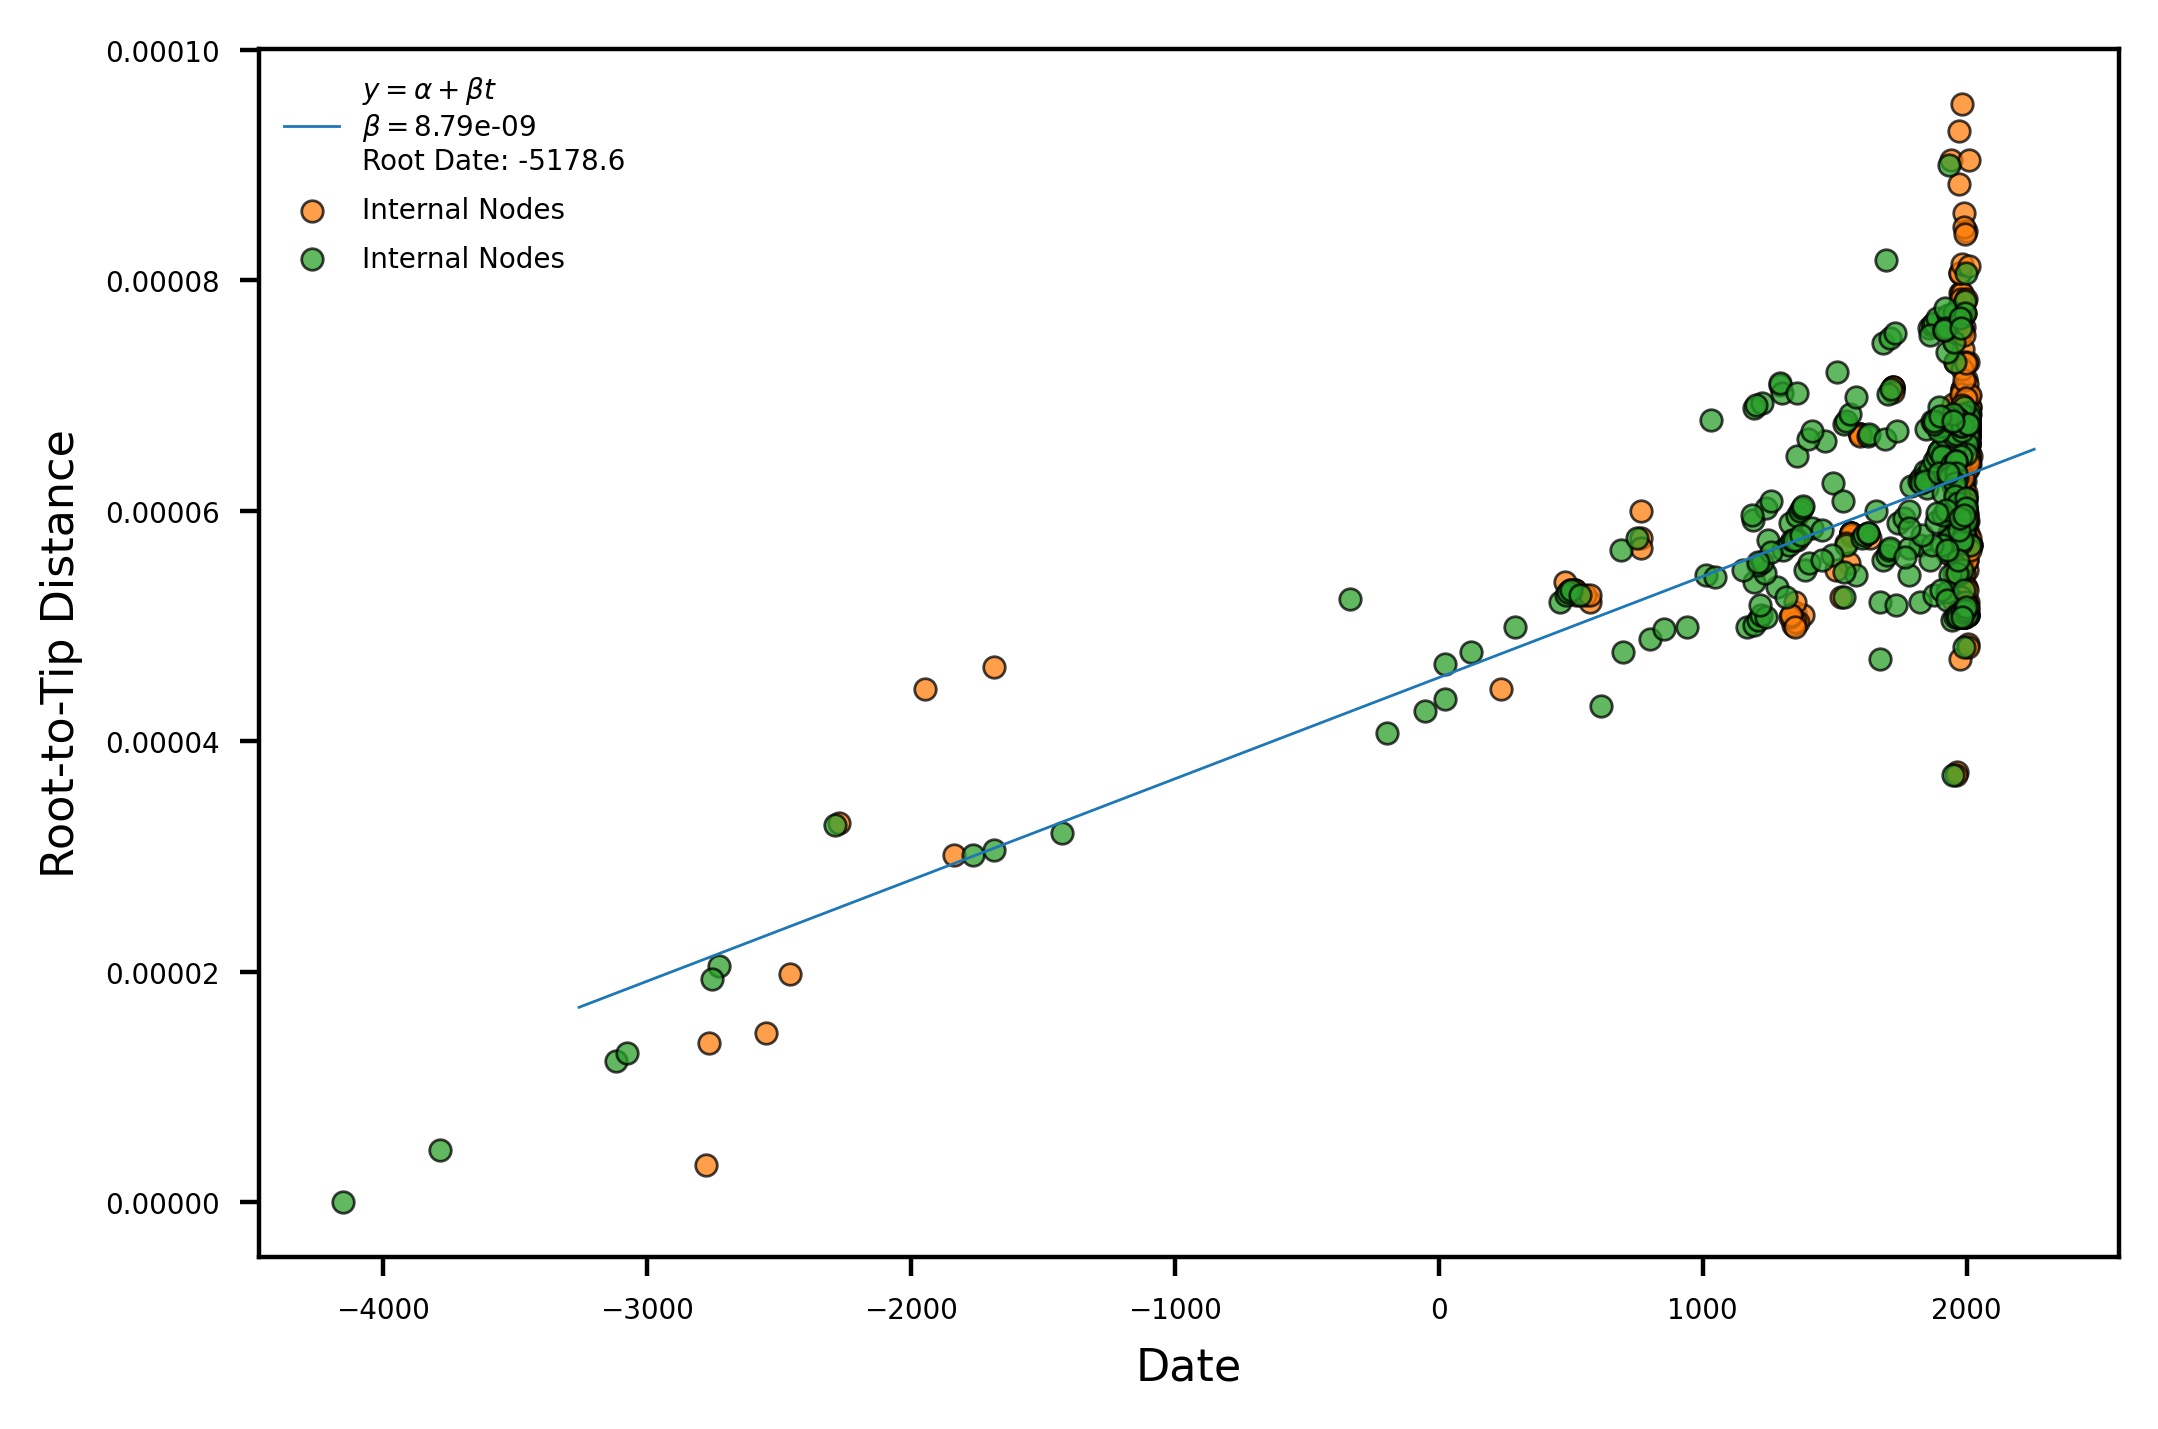 0.00010
0.00008
0.00006
0.00004
0.00002
0.00000
Root-to-Tip Distance
y = α + βt
β = 8.79e-09
Root Date: -5178.6
Internal Nodes
Internal Nodes
−4000 −3000 −2000 −1000 0 1000 2000
Date